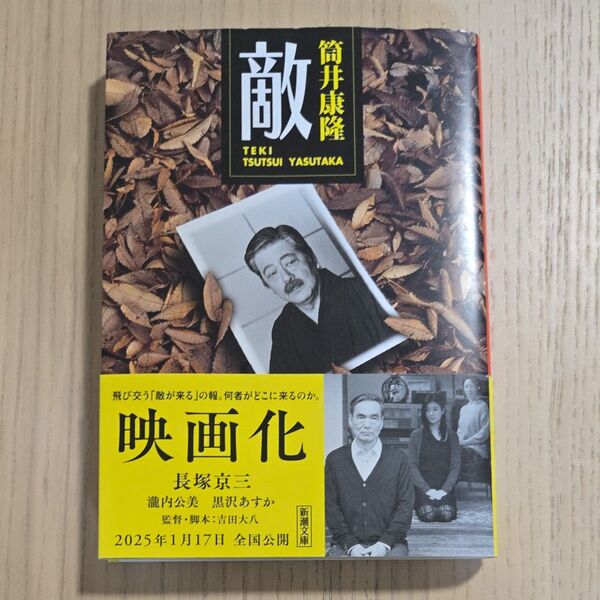 筒井康隆
敵
TEKI
TSUTSUI YASUTAKA
飛び交う「敵が来る」の報。何者がどこに来るのか。
映画化
長塚京三
瀧内公美 黒沢あすか
監督・脚本：吉田大八
2025年1月17日 全国公開
新潮文庫